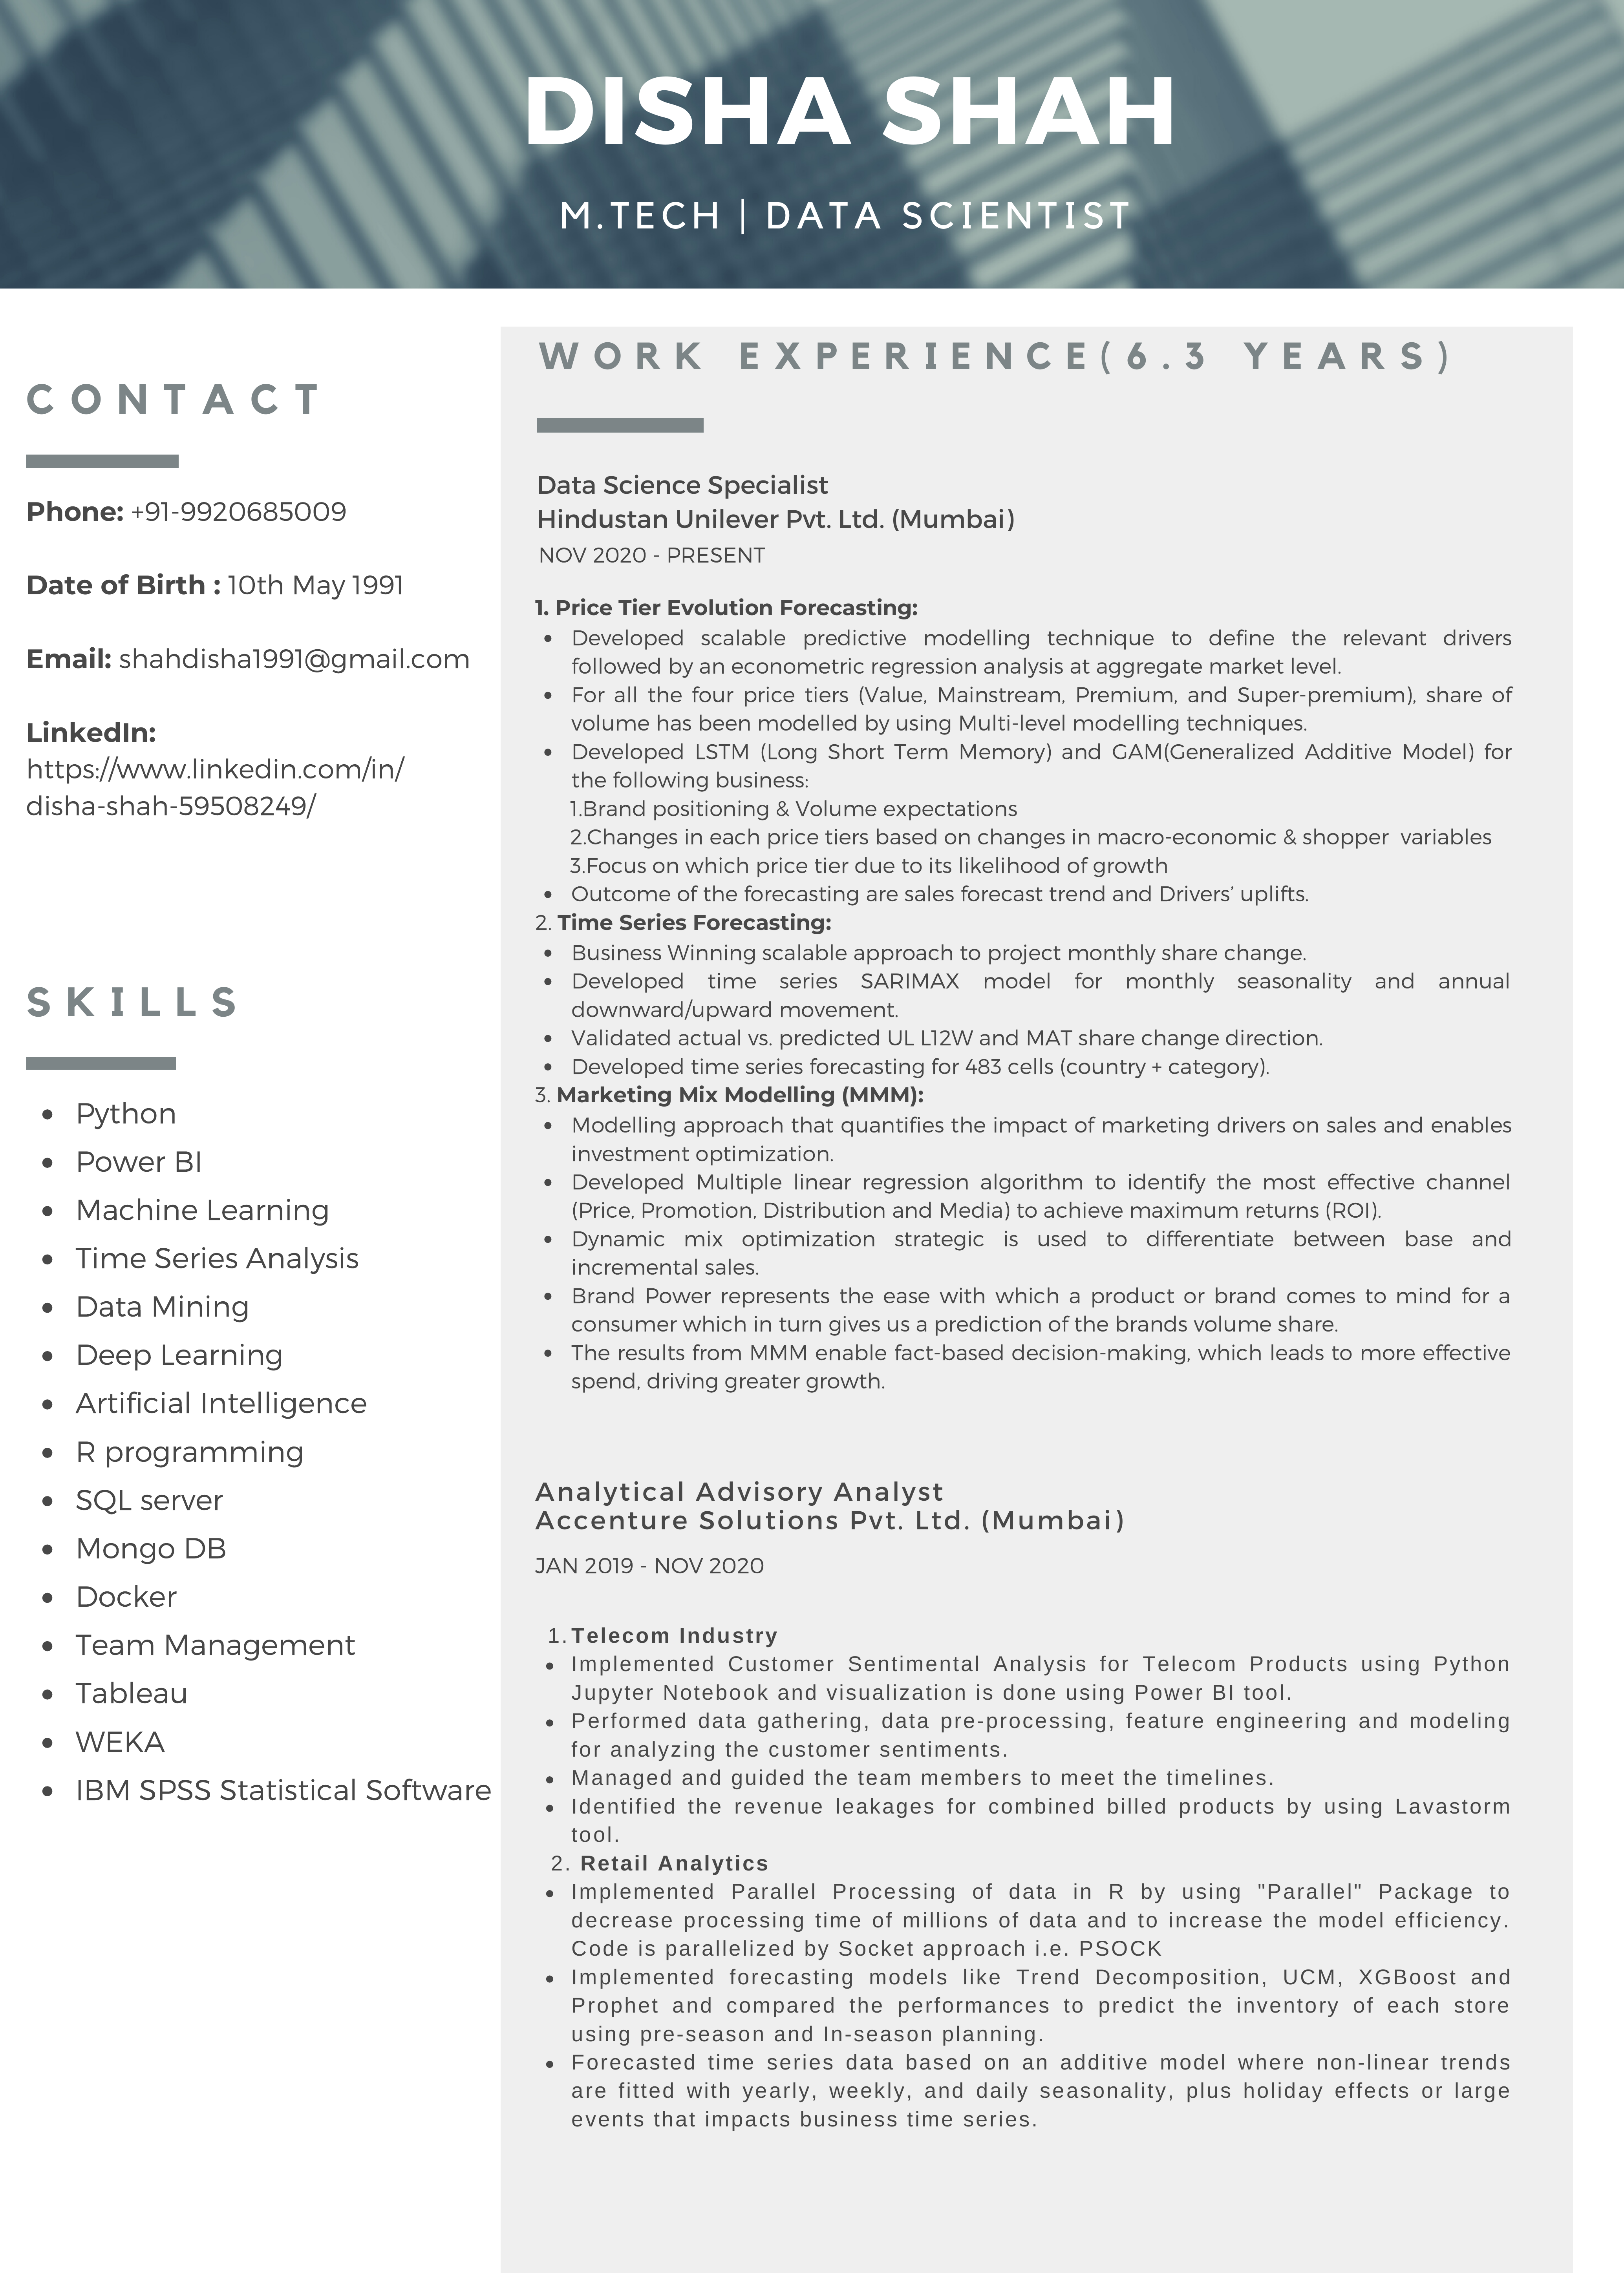 DISHA SHAH
M.TECH | DATA SCIENTIST
CONTACT
Phone: +91-9920685009
Date of Birth : 10th May 1991
Email: shahdisha1991@gmail.com
LinkedIn:
https://www.linkedin.com/in/
disha-shah-59508249/
SKILLS
• Python
• Power BI
• Machine Learning
• Time Series Analysis
• Data Mining
• Deep Learning
• Artificial Intelligence
• R programming
• SQL server
• Mongo DB
• Docker
• Team Management
• Tableau
• WEKA
• IBM SPSS Statistical Software
WORK EXPERIENCE(6.3 YEARS)
Data Science Specialist
Hindustan Unilever Pvt. Ltd. (Mumbai)
NOV 2020 - PRESENT
1. Price Tier Evolution Forecasting:
• Developed scalable predictive modelling technique to define the relevant drivers
followed by an econometric regression analysis at aggregate market level.
• For all the four price tiers (Value, Mainstream, Premium, and Super-premium), share of
volume has been modelled by using Multi-level modelling techniques.
• Developed LSTM (Long Short Term Memory) and GAM(Generalized Additive Model) for
the following business:
1.Brand positioning & Volume expectations
2.Changes in each price tiers based on changes in macro-economic & shopper variables
3.Focus on which price tier due to its likelihood of growth
• Outcome of the forecasting are sales forecast trend and Drivers’ uplifts.
2. Time Series Forecasting:
• Business Winning scalable approach to project monthly share change.
• Developed time series SARIMAX model for monthly seasonality and annual
downward/upward movement.
• Validated actual vs. predicted UL L12W and MAT share change direction.
• Developed time series forecasting for 483 cells (country + category).
3. Marketing Mix Modelling (MMM):
• Modelling approach that quantifies the impact of marketing drivers on sales and enables
investment optimization.
• Developed Multiple linear regression algorithm to identify the most effective channel
(Price, Promotion, Distribution and Media) to achieve maximum returns (ROI).
• Dynamic mix optimization strategic is used to differentiate between base and
incremental sales.
• Brand Power represents the ease with which a product or brand comes to mind for a
consumer which in turn gives us a prediction of the brands volume share.
• The results from MMM enable fact-based decision-making, which leads to more effective
spend, driving greater growth.
Analytical Advisory Analyst
Accenture Solutions Pvt. Ltd. (Mumbai)
JAN 2019 - NOV 2020
1. Telecom Industry
• Implemented Customer Sentimental Analysis for Telecom Products using Python
Jupyter Notebook and visualization is done using Power BI tool.
• Performed data gathering, data pre-processing, feature engineering and modeling
for analyzing the customer sentiments.
• Managed and guided the team members to meet the timelines.
• Identified the revenue leakages for combined billed products by using Lavastorm
tool.
2. Retail Analytics
• Implemented Parallel Processing of data in R by using "Parallel" Package to
decrease processing time of millions of data and to increase the model efficiency.
Code is parallelized by Socket approach i.e. PSOCK
• Implemented forecasting models like Trend Decomposition, UCM, XGBoost and
Prophet and compared the performances to predict the inventory of each store
using pre-season and In-season planning.
• Forecasted time series data based on an additive model where non-linear trends
are fitted with yearly, weekly, and daily seasonality, plus holiday effects or large
events that impacts business time series.